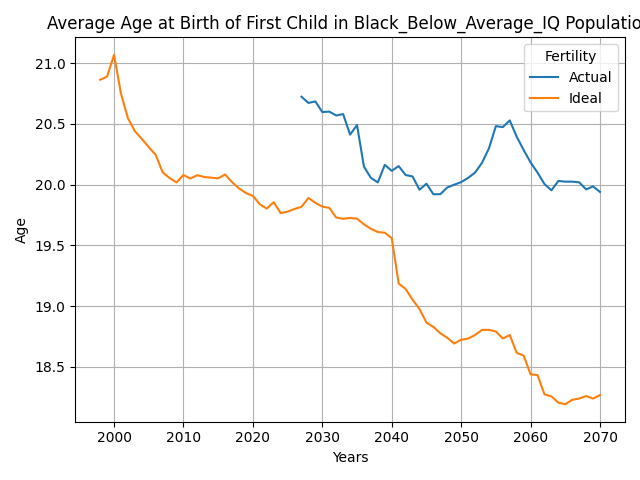 Average Age at Birth of First Child in Black_Below_Average_IQ Populatio
Fertility
Actual
Ideal
21.0
20.5
20.0
19.5
19.0
18.5
Age
2000
2010
2020
2030
2040
2050
2060
2070
Years